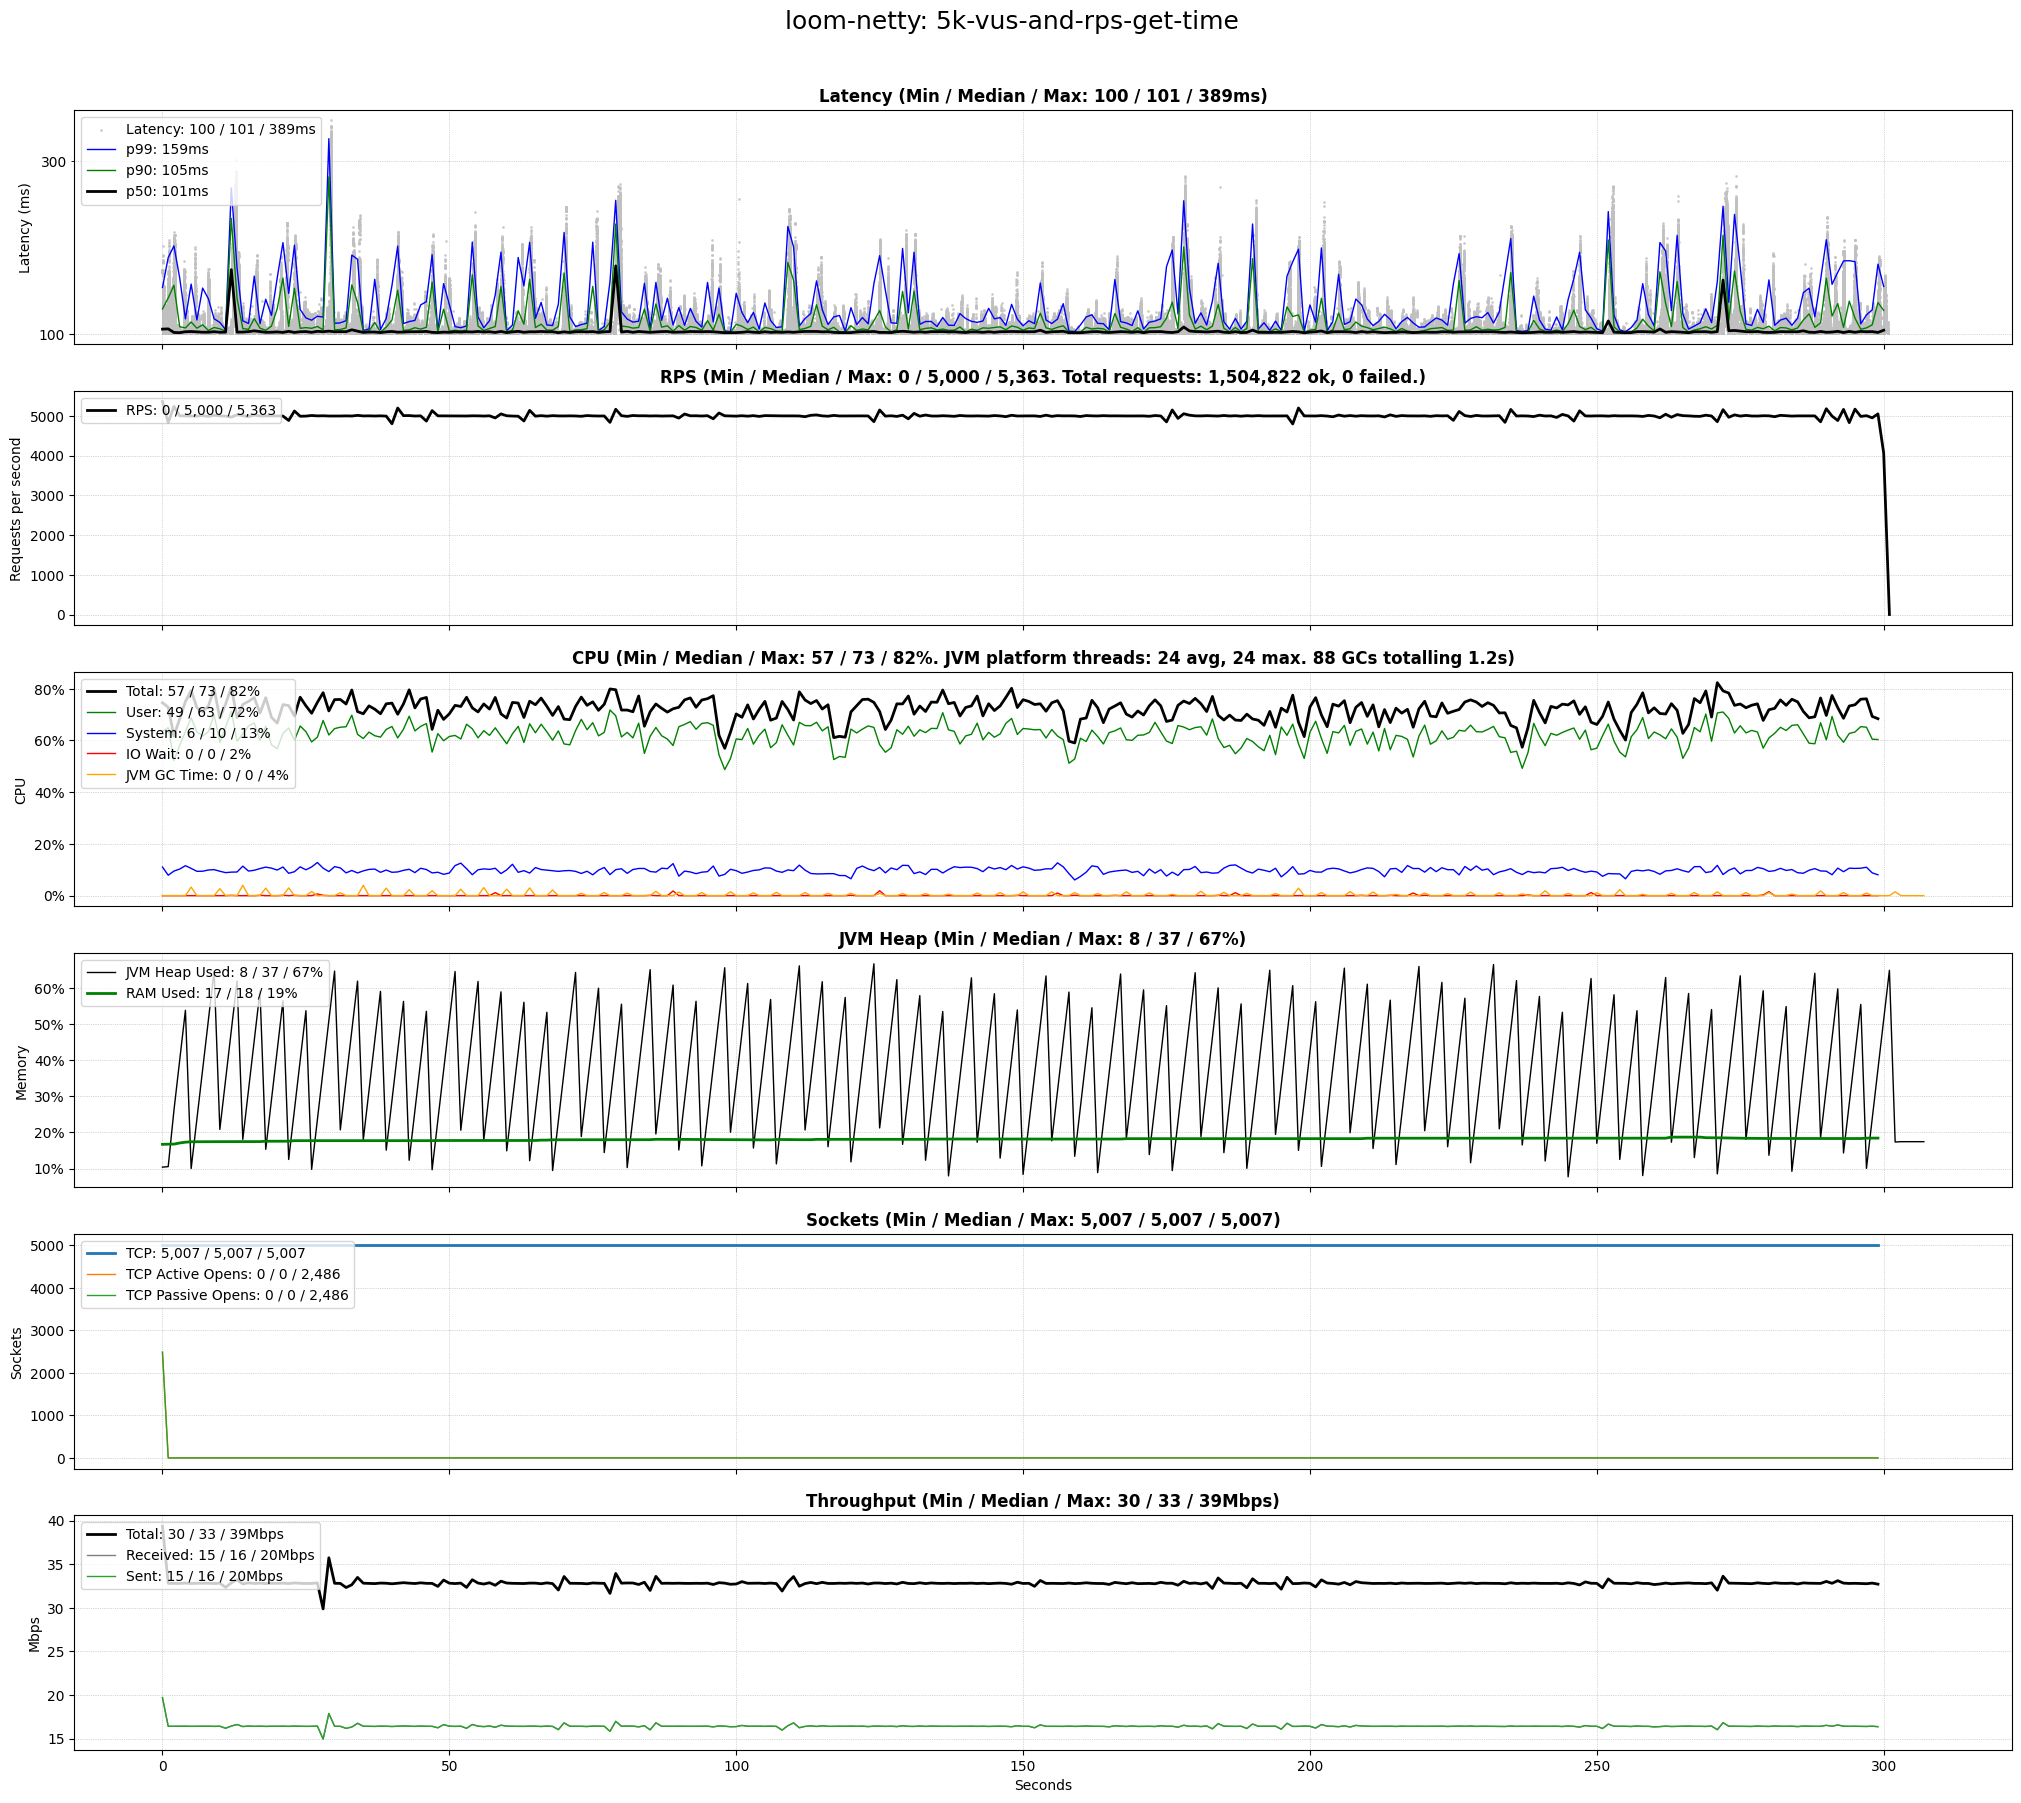 loom-netty: 5k-vus-and-rps-get-time
Latency (Min / Median / Max: 100 / 101 / 389ms)
Latency: 100 / 101 / 389ms
p99: 159ms
p90: 105ms
p50: 101ms
300
100
Latency (ms)
RPS (Min / Median / Max: 0 / 5,000 / 5,363. Total requests: 1,504,822 ok, 0 failed.)
RPS: 0 / 5,000 / 5,363
5000
4000
3000
2000
1000
0
Requests per second
CPU (Min / Median / Max: 57 / 73 / 82%. JVM platform threads: 24 avg, 24 max. 88 GCs totalling 1.2s)
Total: 57 / 73 / 82%
User: 49 / 63 / 72%
System: 6 / 10 / 13%
IO Wait: 0 / 0 / 2%
JVM GC Time: 0 / 0 / 4%
80%
60%
40%
20%
0%
CPU
JVM Heap (Min / Median / Max: 8 / 37 / 67%)
JVM Heap Used: 8 / 37 / 67%
RAM Used: 17 / 18 / 19%
60%
50%
40%
30%
20%
10%
Memory
Sockets (Min / Median / Max: 5,007 / 5,007 / 5,007)
TCP: 5,007 / 5,007 / 5,007
TCP Active Opens: 0 / 0 / 2,486
TCP Passive Opens: 0 / 0 / 2,486
5000
4000
3000
2000
1000
0
Sockets
Throughput (Min / Median / Max: 30 / 33 / 39Mbps)
Total: 30 / 33 / 39Mbps
Received: 15 / 16 / 20Mbps
Sent: 15 / 16 / 20Mbps
40
35
30
25
20
15
Mbps
0 50 100 150 200 250 300
Seconds